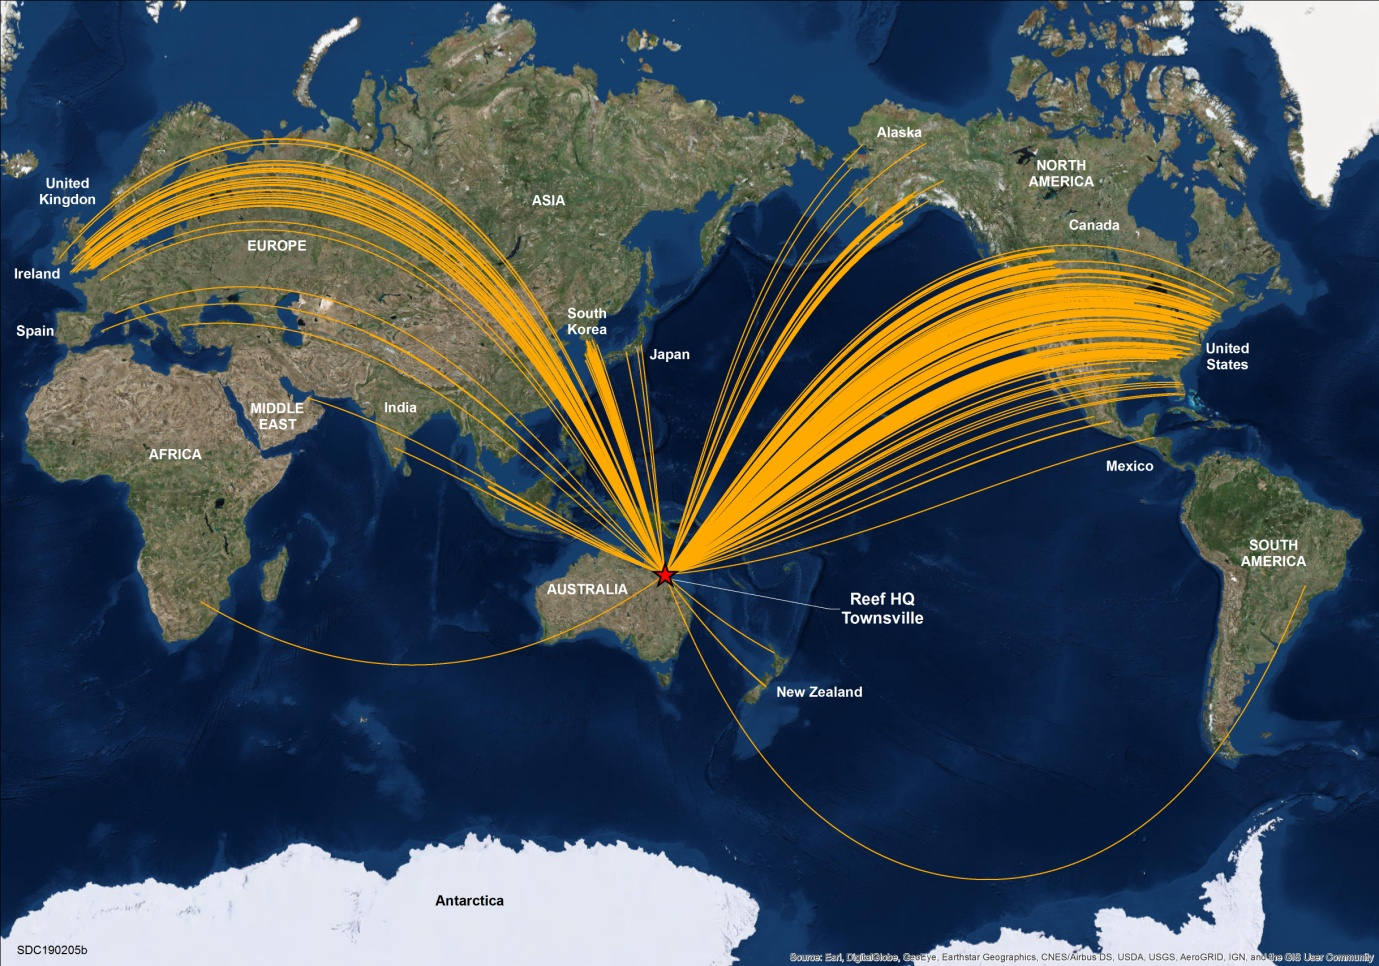 Alaska
NORTH
AMERICA
United
Kingdom
ASIA
Canada
EUROPE
Ireland
South
Korea
Spain
Japan
United
States
India
MIDDLE
EAST
AFRICA
Mexico
SOUTH
AMERICA
AUSTRALIA
Reef HQ
Townsville
New Zealand
Antarctica
SDC190205b
Source: Esri, DigitalGlobe, GeoEye, Earthstar Geographics, CNES/Airbus DS, USDA, USGS, AeroGRID, IGN, and the GIS User Community